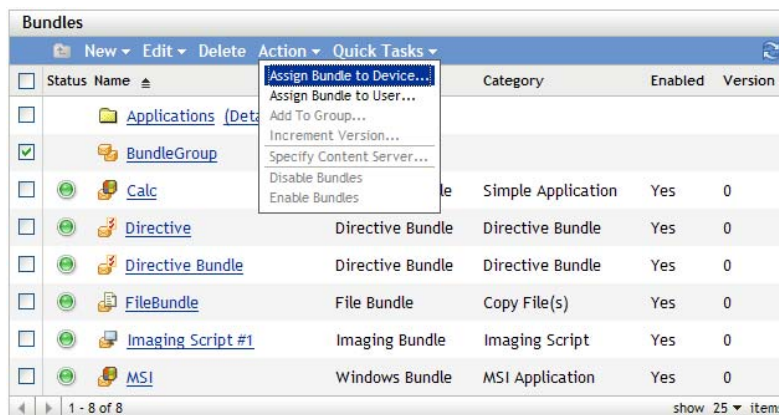 Bundles
New Edit Delete Action Quick Tasks
Status Name Category Enabled Version
Assign Bundle to Device...
Assign Bundle to User...
Add To Group...
Increment Version...
Specify Content Server...
Disable Bundles
Enable Bundles
Applications (Deta
BundleGroup
Calc le Simple Application Yes 0
Directive Directive Bundle Directive Bundle Yes 0
Directive Bundle Directive Bundle Directive Bundle Yes 0
FileBundle File Bundle Copy File(s) Yes 0
Imaging Script #1 Imaging Bundle Imaging Script Yes 0
MSI Windows Bundle MSI Application Yes 0
1 - 8 of 8 show 25 item